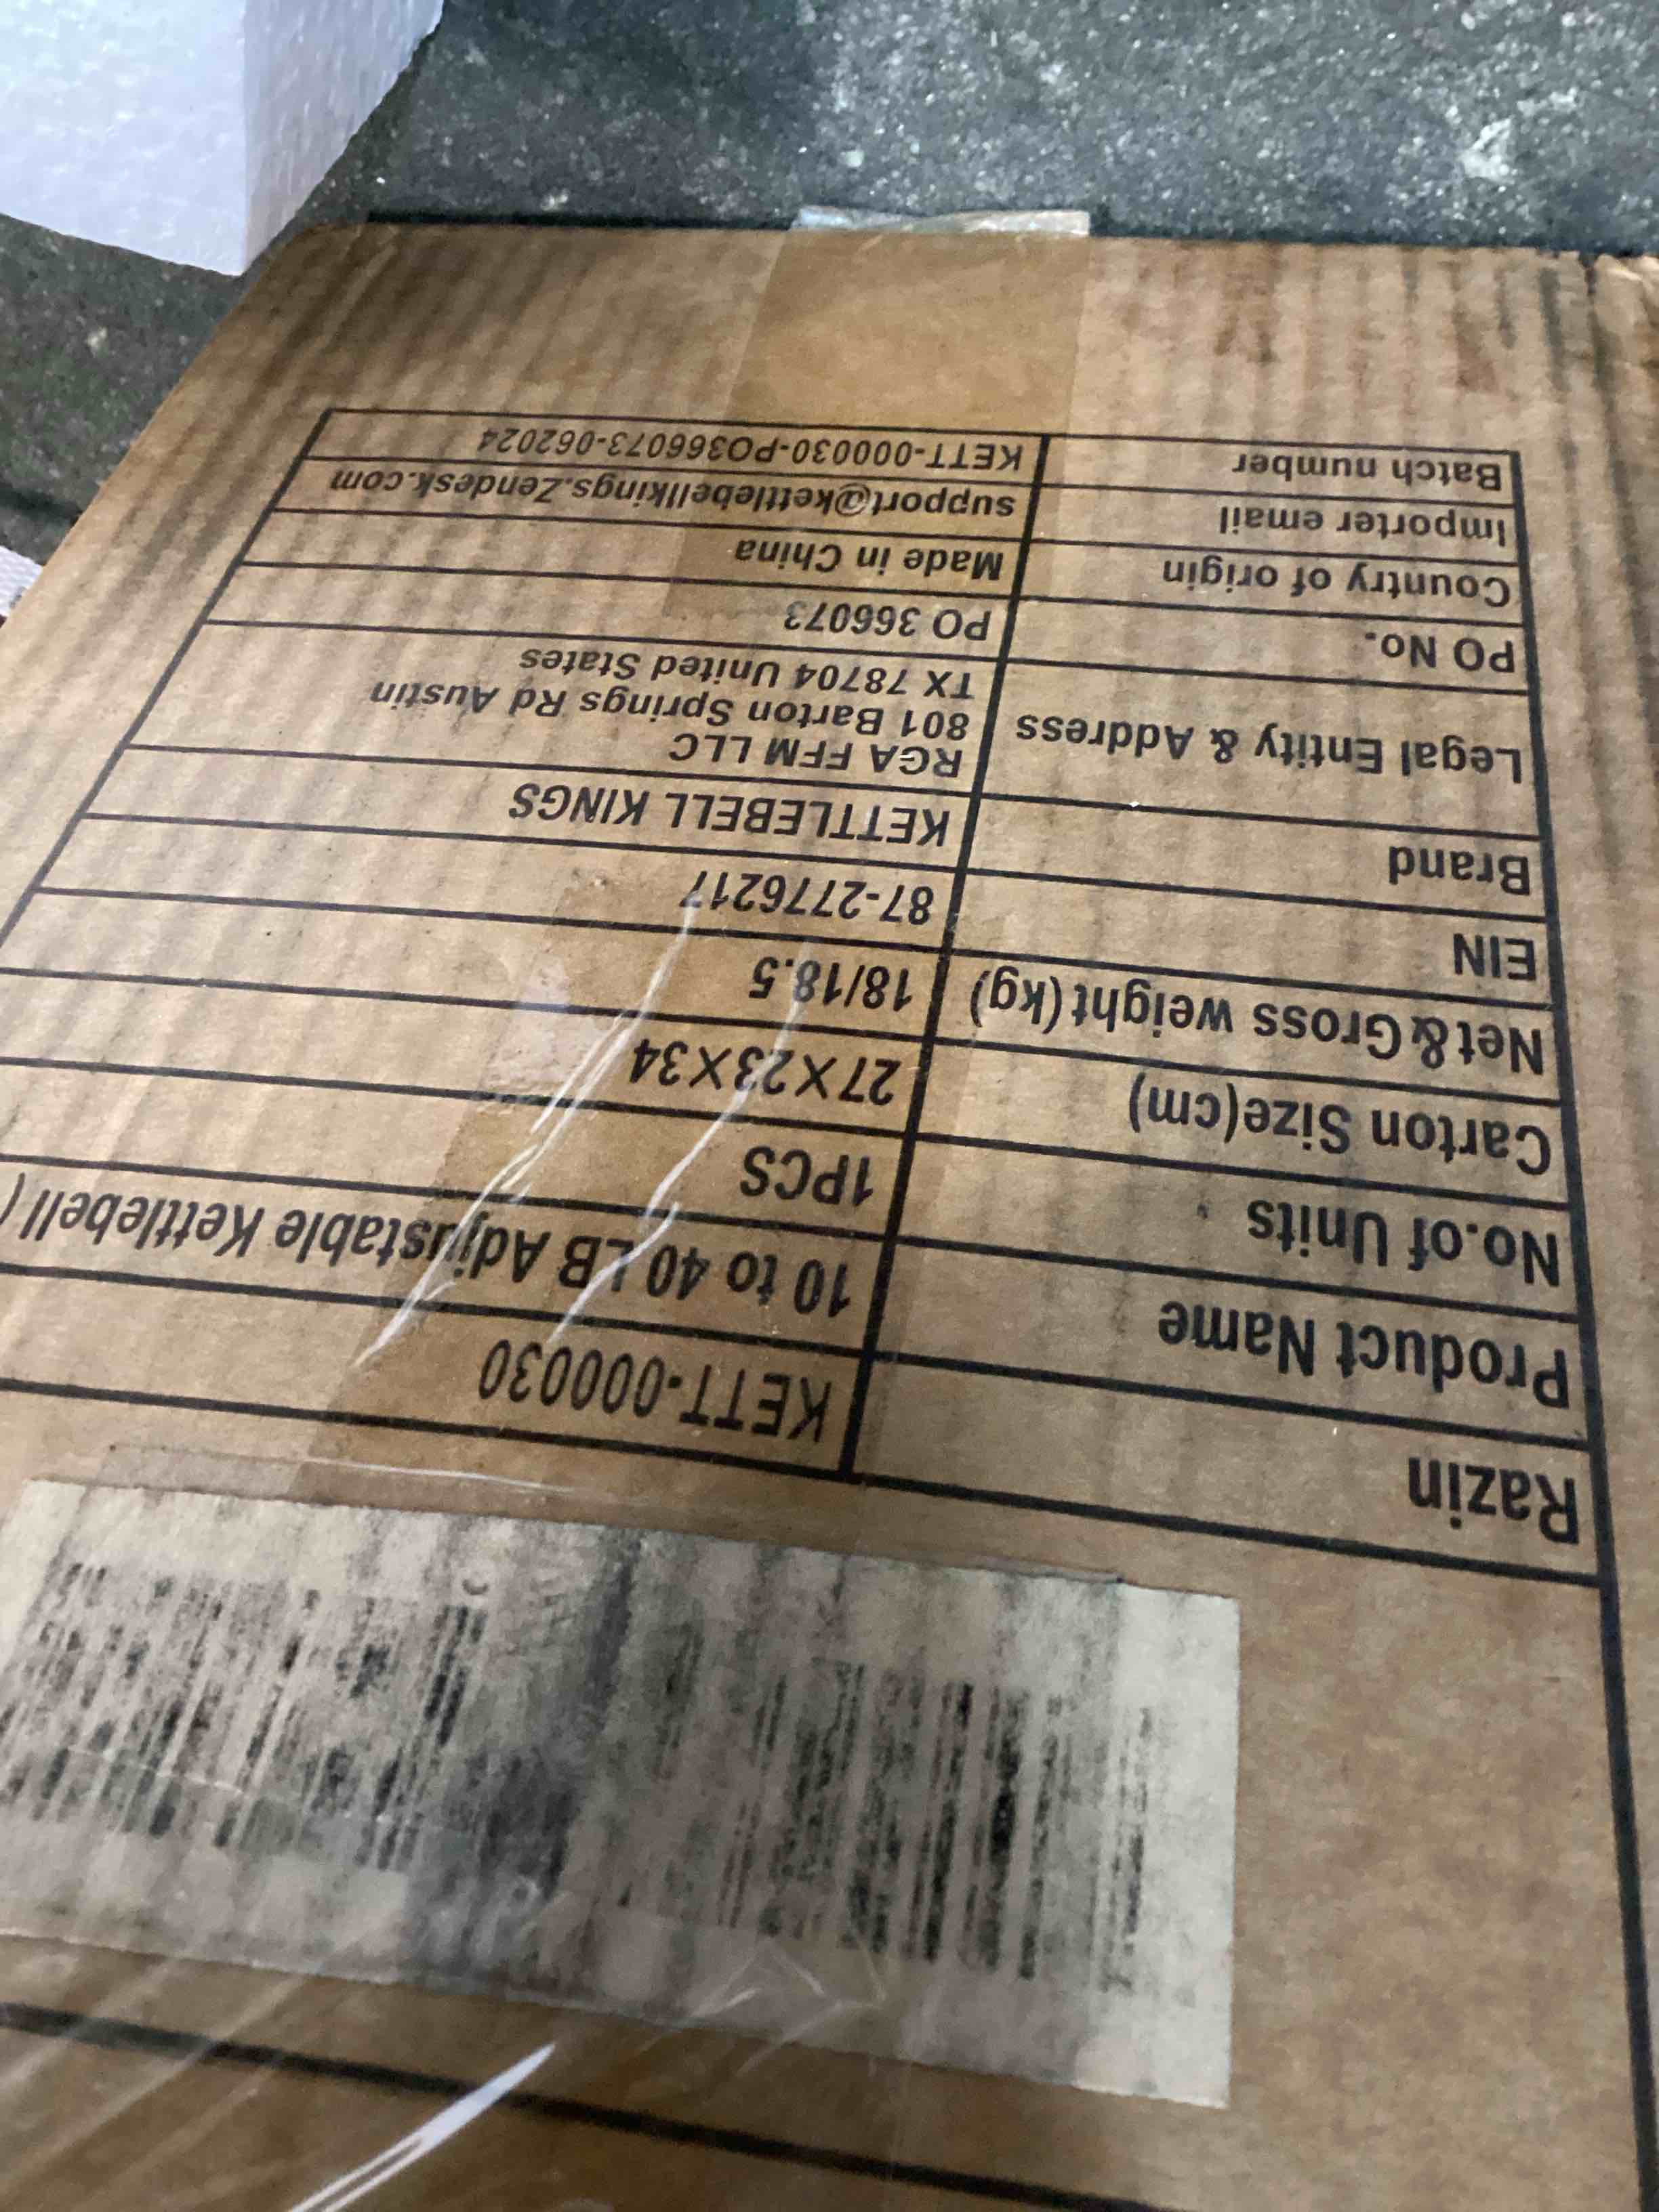 Razin KETT-000030
Product Name 10 to 40 LB Adjustable Kettlebell (
No.of Units 1PCS
Carton Size(cm) 27X23X34
Net&Gross weight(kg) 18/18.5
EIN 87-2776217
Brand KETTLEBELL KINGS
Legal Entity & Address RGA FFM LLC
801 Barton Springs Rd Austin
TX 78704 United States
PO No. PO 366073
Country of origin Made in China
Importer email support@kettlebellkings.Zendesk.com
Batch number KETT-000030-PO366073-062024